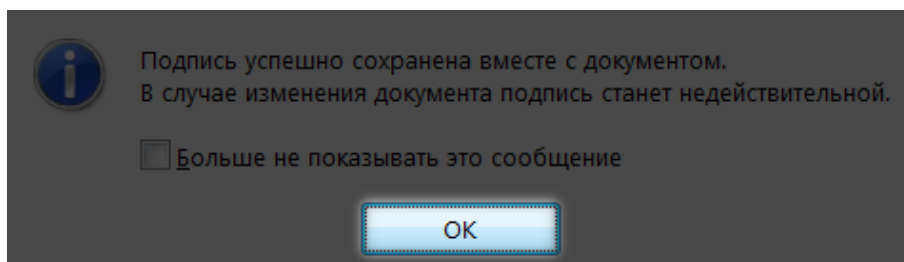 Подпись успешно сохранена вместе с документом.
В случае изменения документа подпись станет недействительной.
Больше не показывать это сообщение
OK